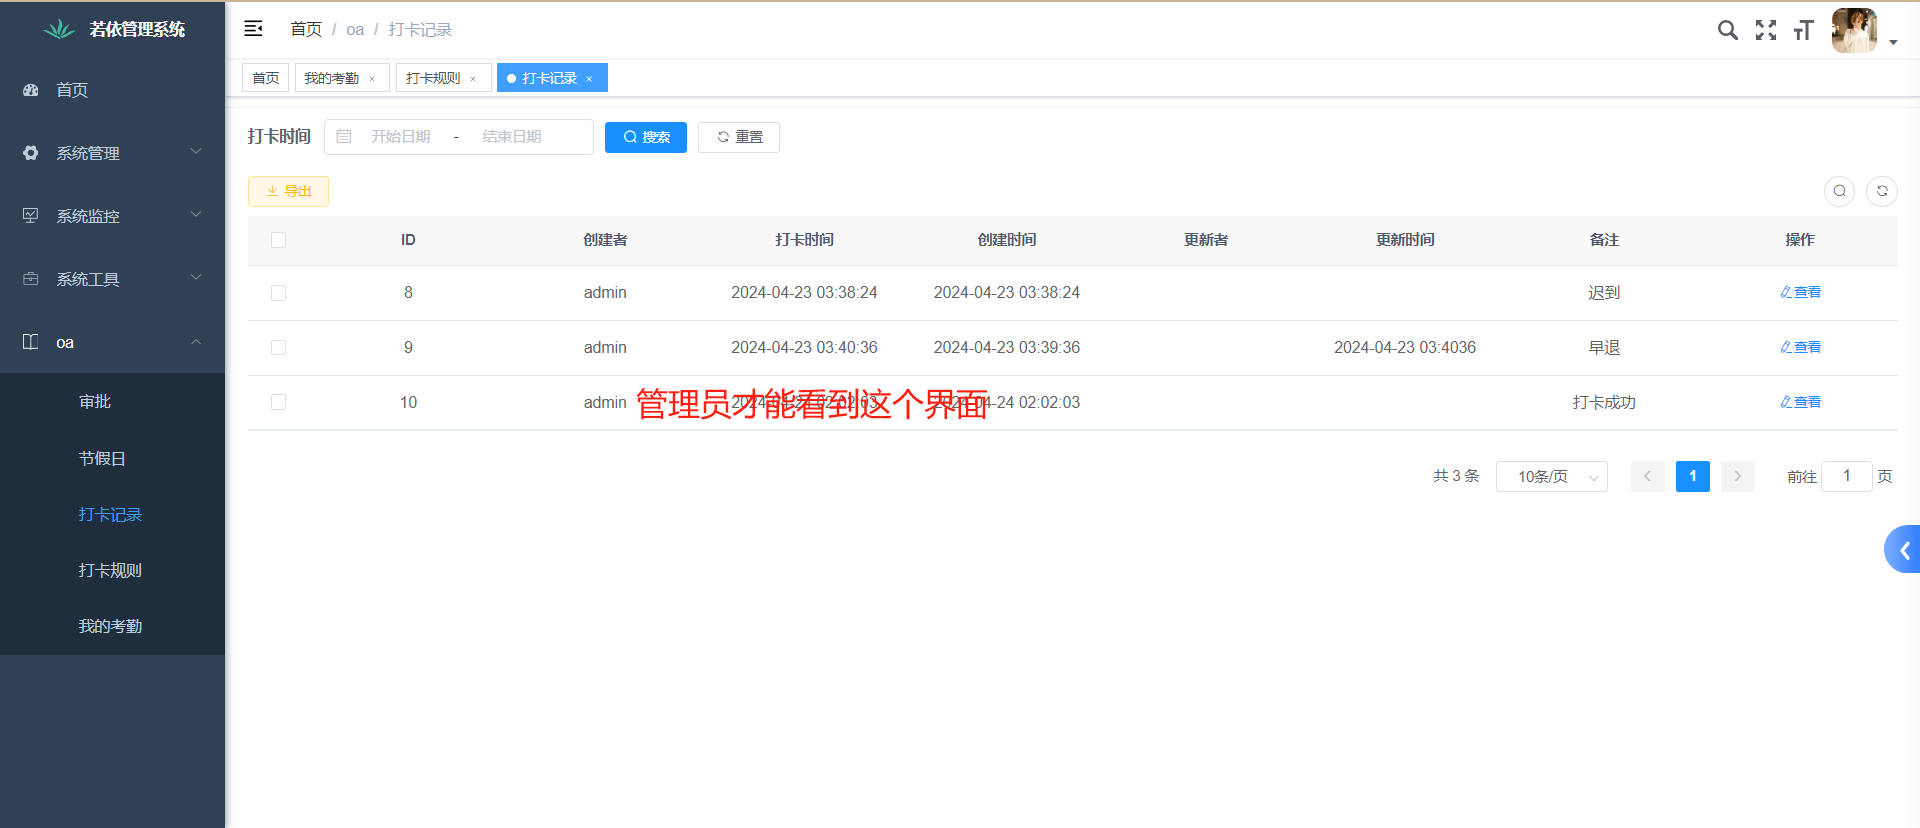 若依管理系统
首页
系统管理
系统监控
系统工具
oa
审批
节假日
打卡记录
打卡规则
我的考勤
首页 / oa / 打卡记录
首页 我的考勤 × 打卡规则 × 打卡记录 ×
打卡时间 开始日期 - 结束日期 搜索 重置
导出
ID 创建者 打卡时间 创建时间 更新者 更新时间 备注 操作
8 admin 2024-04-23 03:38:24 2024-04-23 03:38:24 迟到 查看
9 admin 2024-04-23 03:40:36 2024-04-23 03:39:36 2024-04-23 03:4036 早退 查看
10 admin 2024-04-24 02:02:03 2024-04-24 02:02:03 打卡成功 查看
管理员才能看到这个界面
共 3 条 10条/页 1 前往 1 页